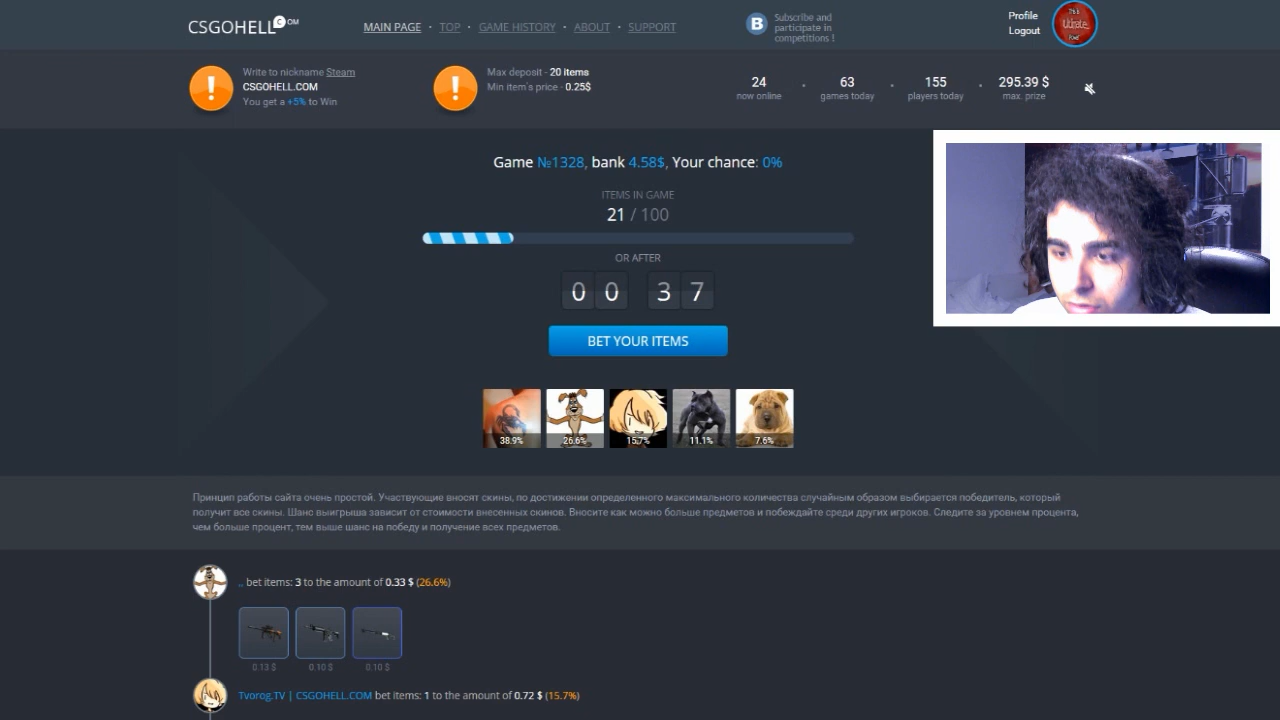 CSGOHELL.COM
MAIN PAGE · TOP · GAME HISTORY · ABOUT · SUPPORT
B
Subscribe and
participate in
competitions !
Profile
Logout
Write to nickname Steam
CSGOHELL.COM
You get a +5% to Win
Max deposit - 20 items
Min item's price - 0.25$
24
now online
63
games today
155
players today
295.39 $
max. prize
Game №1328, bank 4.58$, Your chance: 0%
ITEMS IN GAME
21 / 100
OR AFTER
00 37
BET YOUR ITEMS
38.9% 26.6% 15.7% 11.1% 7.6%
Принцип работы сайта очень простой. Участвующие вносят скины, по достижении определенного максимального количества случайным образом выбирается победитель, который
получит все скины. Шанс выигрыша зависит от стоимости внесенных скинов. Вносите как можно больше предметов и побеждайте среди других игроков. Следите за уровнем процента,
чем больше процент, тем выше шанс на победу и получение всех предметов.
.. bet items: 3 to the amount of 0.33 $ (26.6%)
0.13 $ 0.10 $ 0.10 $
Tvorog.TV | CSGOHELL.COM bet items: 1 to the amount of 0.72 $ (15.7%)